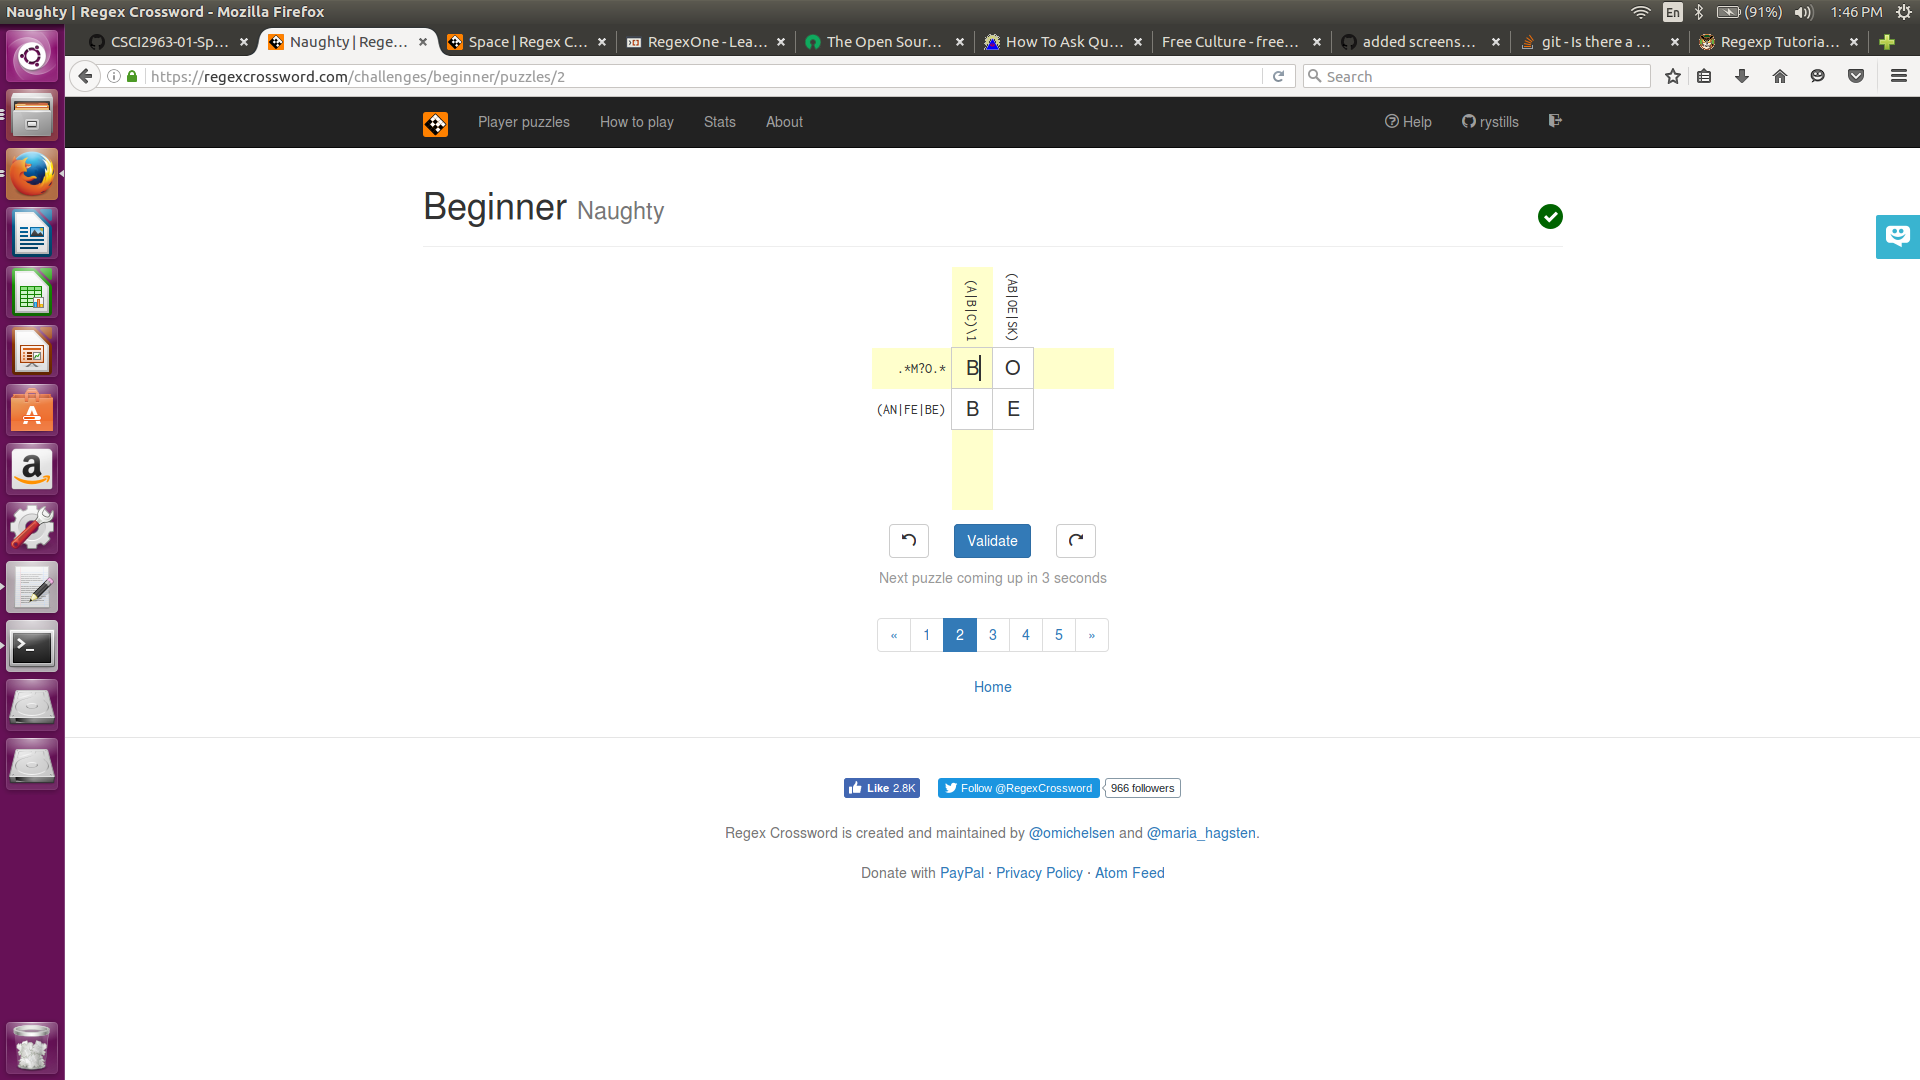 Naughty | Regex Crossword - Mozilla Firefox
En (91%) 1:46 PM
CSCI2963-01-Sp... Naughty | Rege... Space | Regex C... RegexOne - Lea... The Open Sour... How To Ask Qu... Free Culture - free... added screens... git - Is there a ... Regexp Tutoria...
https://regexcrossword.com/challenges/beginner/puzzles/2
Search
Player puzzles How to play Stats About Help rystills
Beginner Naughty
(A|B|C)\1
(AB|OE|SK)
.*M?O.* B O
(AN|FE|BE) B E
Validate
Next puzzle coming up in 3 seconds
« 1 2 3 4 5 »
Home
Like 2.8K Follow @RegexCrossword 966 followers
Regex Crossword is created and maintained by @omichelsen and @maria_hagsten.
Donate with PayPal · Privacy Policy · Atom Feed